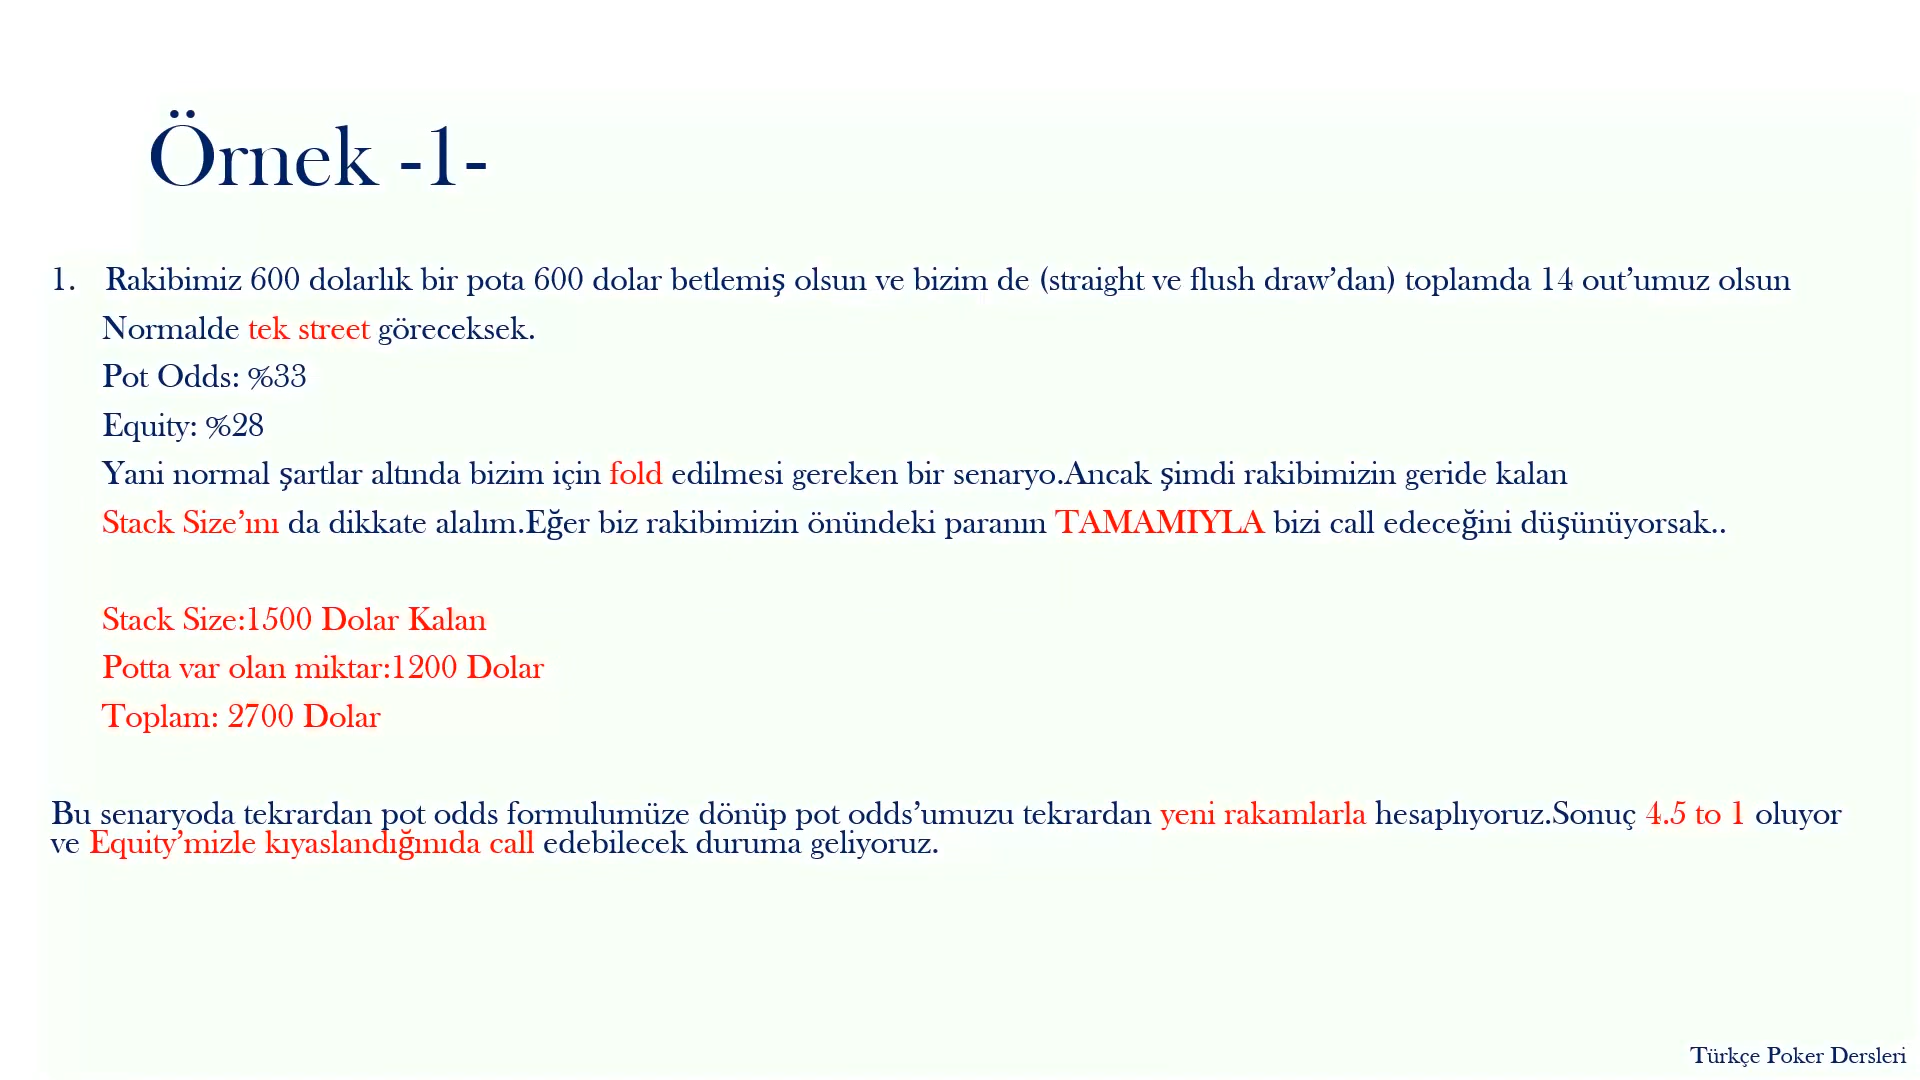 Örnek -1-
1. Rakibimiz 600 dolarlık bir pota 600 dolar betlemiş olsun ve bizim de (straight ve flush draw’dan) toplamda 14 out’umuz olsun
Normalde tek street göreceksek.
Pot Odds: %33
Equity: %28
Yani normal şartlar altında bizim için fold edilmesi gereken bir senaryo.Ancak şimdi rakibimizin geride kalan
Stack Size’ını da dikkate alalım.Eğer biz rakibimizin önündeki paranın TAMAMIYLA bizi call edeceğini düşünüyorsak..
Stack Size:1500 Dolar Kalan
Potta var olan miktar:1200 Dolar
Toplam: 2700 Dolar
Bu senaryoda tekrardan pot odds formulumüze dönüp pot odds’umuzu tekrardan yeni rakamlarla hesaplıyoruz.Sonuç 4.5 to 1 oluyor
ve Equity’mizle kıyaslandığınıda call edebilecek duruma geliyoruz.
Türkçe Poker Dersleri